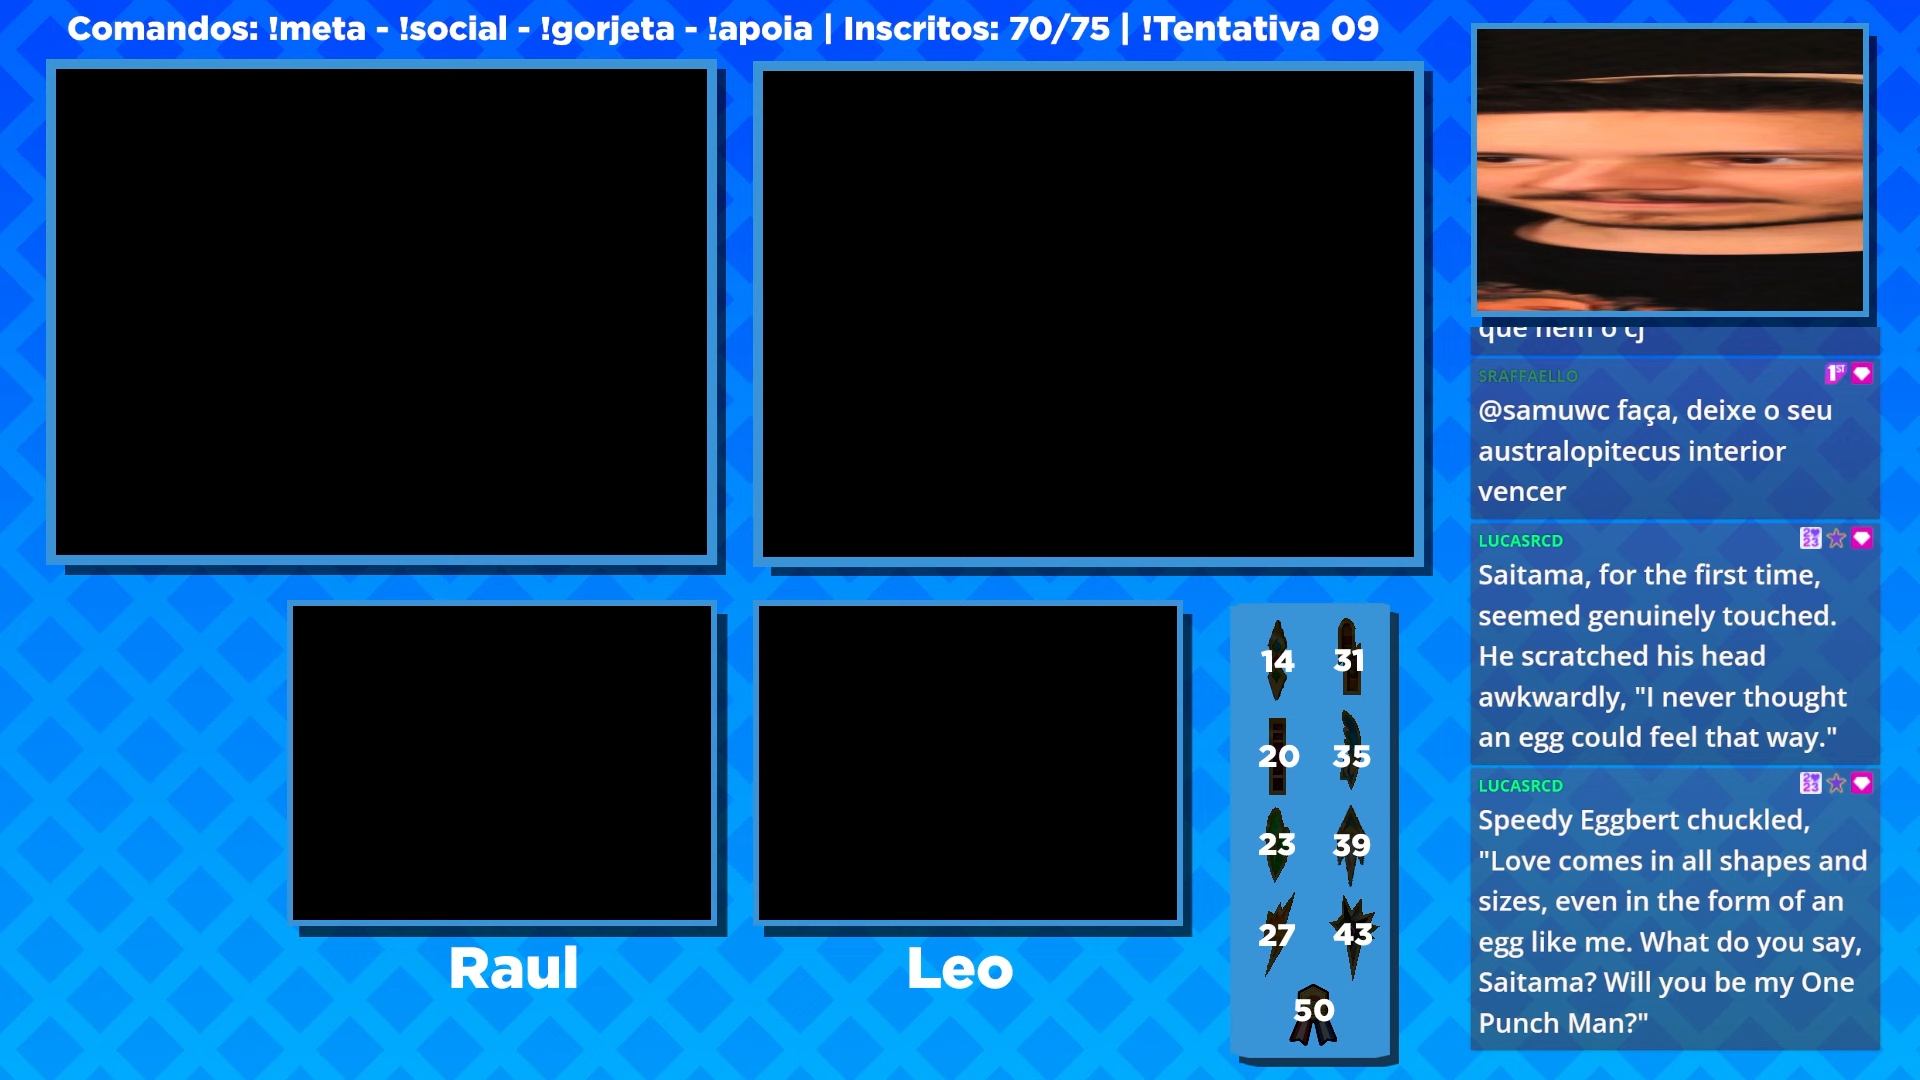 Comandos: !meta - !social - !gorjeta - !apoia | Inscritos: 70/75 | !Tentativa 09
que nem o cj
SRAFFAELLO
1ST
@samuwc faça, deixe o seu
australopitecus interior
vencer
LUCASRCD
Saitama, for the first time,
seemed genuinely touched.
He scratched his head
awkwardly, "I never thought
an egg could feel that way."
LUCASRCD
Speedy Eggbert chuckled,
"Love comes in all shapes and
sizes, even in the form of an
egg like me. What do you say,
Saitama? Will you be my One
Punch Man?"
14 31
20 35
23 39
27 43
50
Raul
Leo